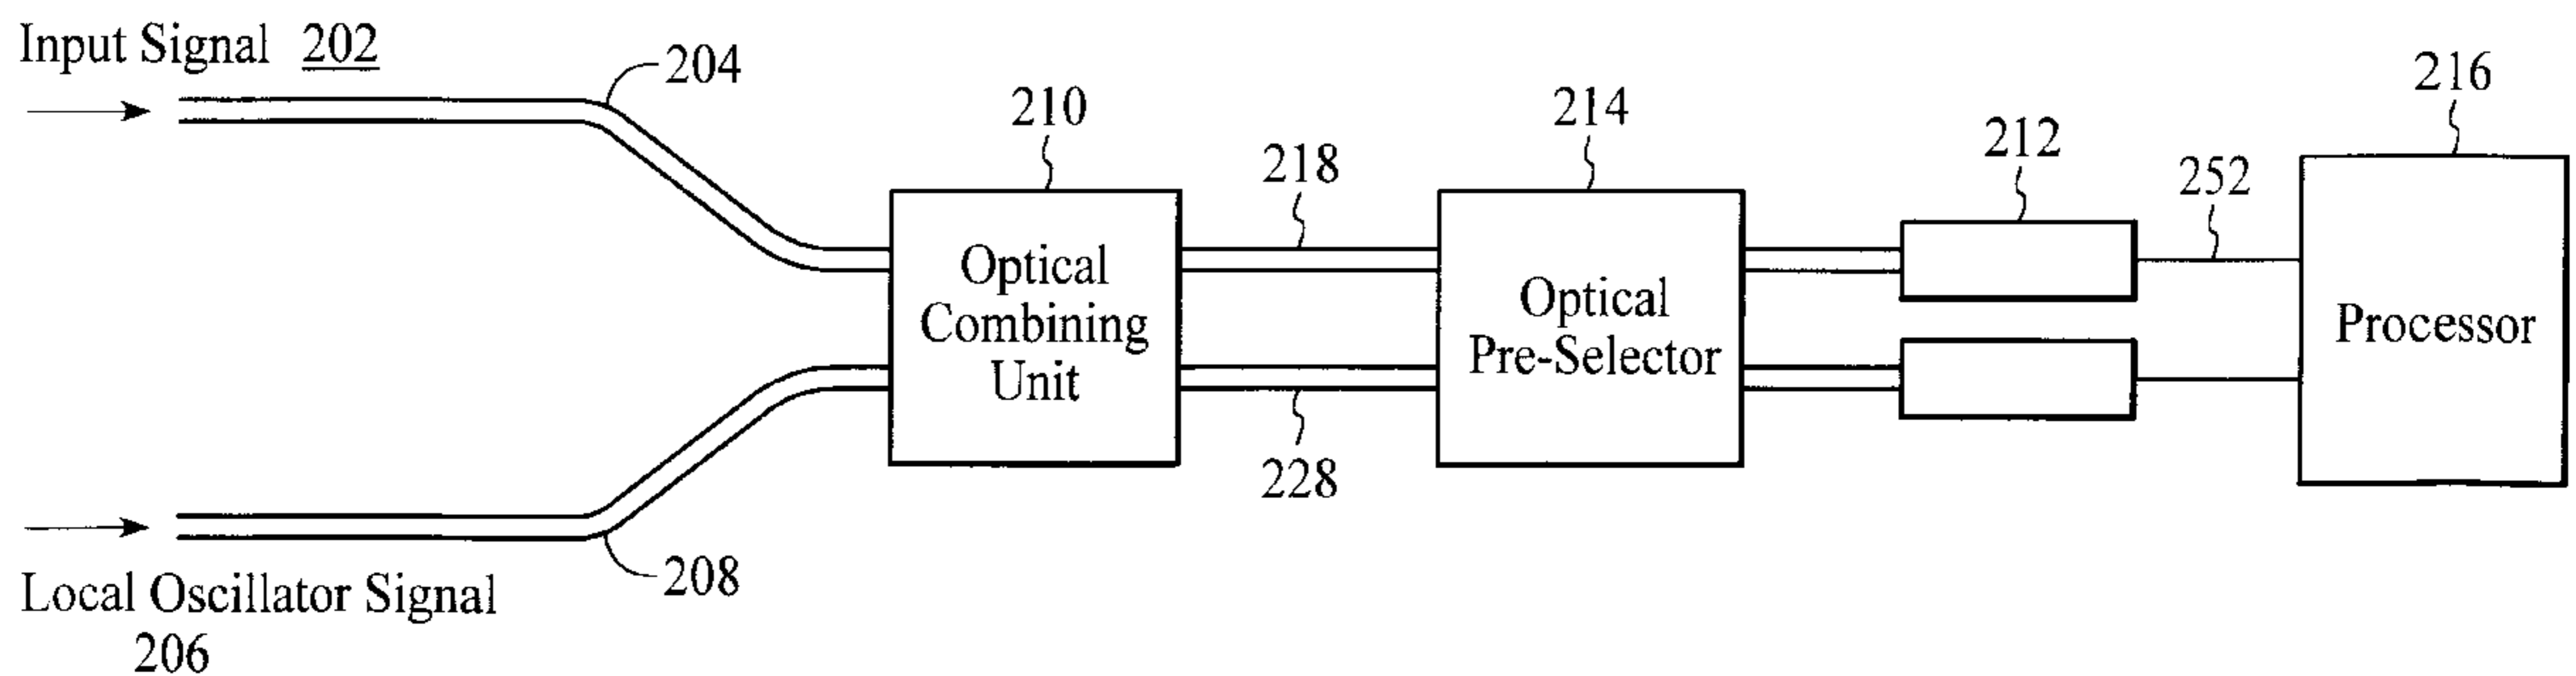 Input Signal 202
204
210
218
214
212
252
216
Optical
Combining
Unit
Optical
Pre-Selector
Processor
228
208
Local Oscillator Signal
206